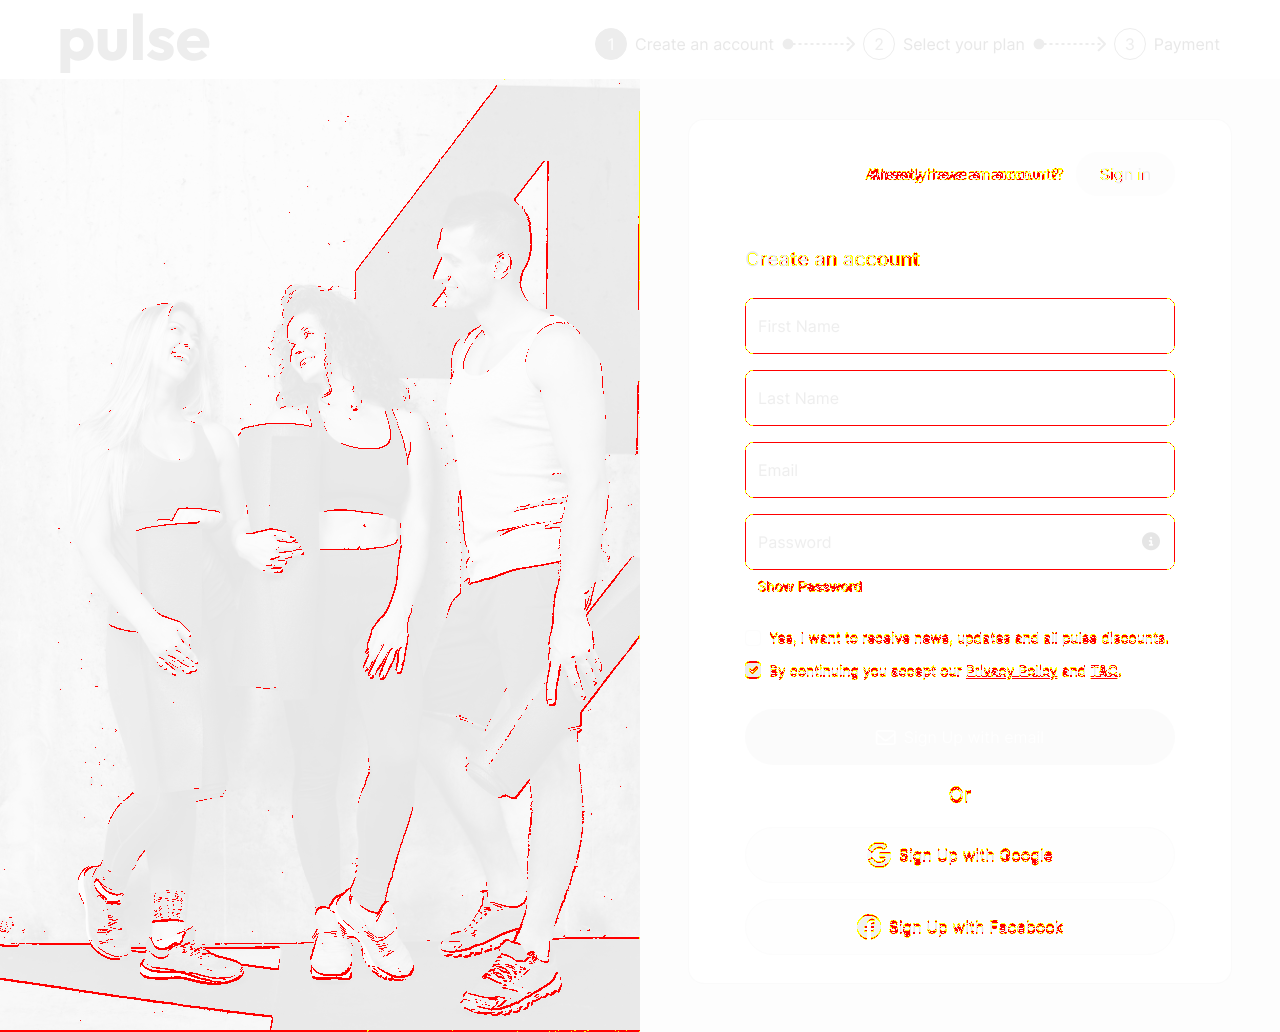 pulse
1 Create an account 2 Select your plan 3 Payment
Already have an account? Sign in
Create an account
First Name
Last Name
Email
Password
Show Password
Yes, I want to receive news, updates and all pulse discounts.
By continuing you accept our Privacy Policy and FAQ.
Sign Up with email
Or
Sign Up with Google
Sign Up with Facebook